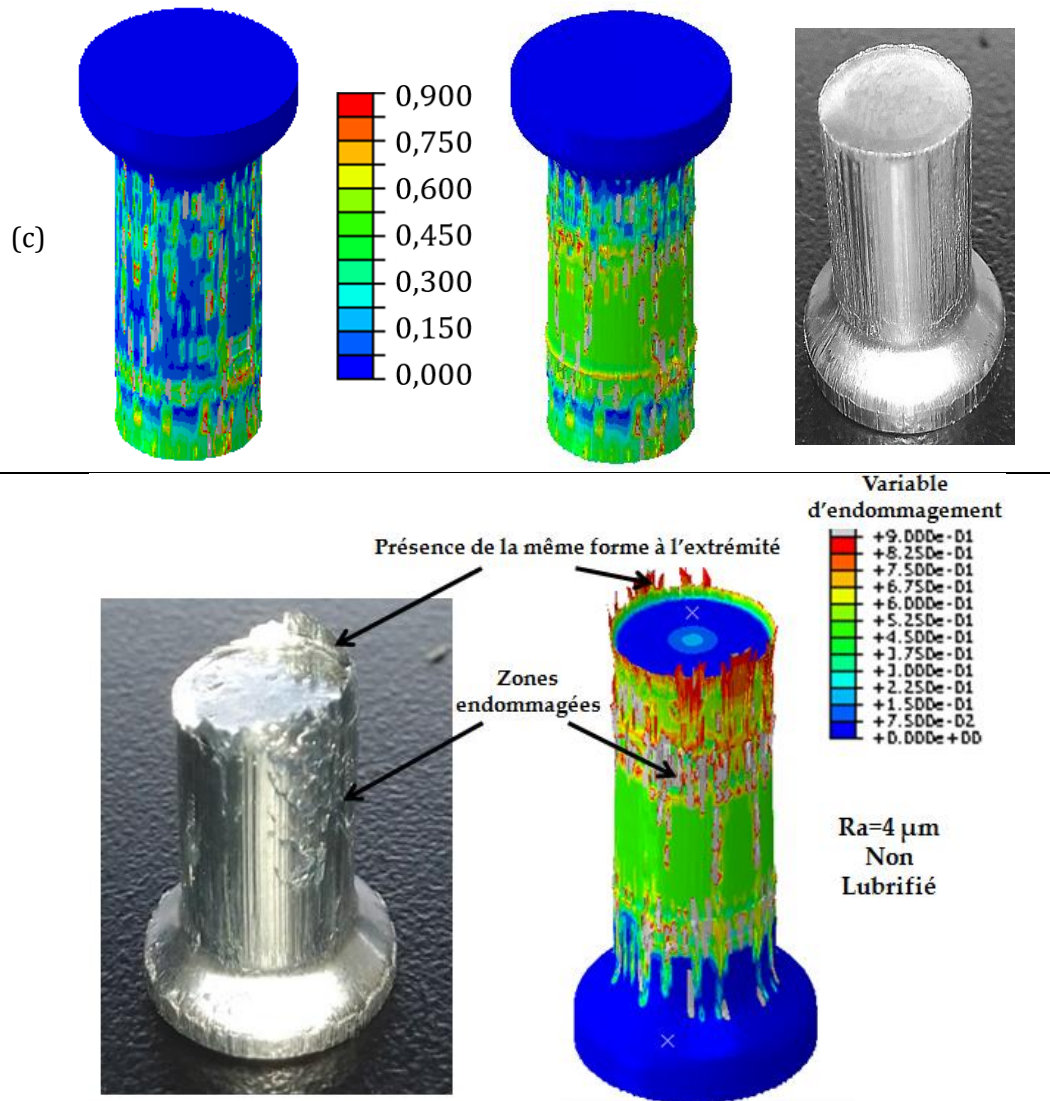 (c)
0,900
0,750
0,600
0,450
0,300
0,150
0,000
Variable
d'endommagement
Présence de la même forme à l'extrémité
+9.000e-01
+8.250e-01
+7.500e-01
+6.750e-01
+6.000e-01
+5.250e-01
+4.500e-01
+3.750e-01
+3.000e-01
+2.250e-01
+1.500e-01
+7.500e-02
+0.000e+00
Zones
endommagées
Ra=4 µm
Non
Lubrifié